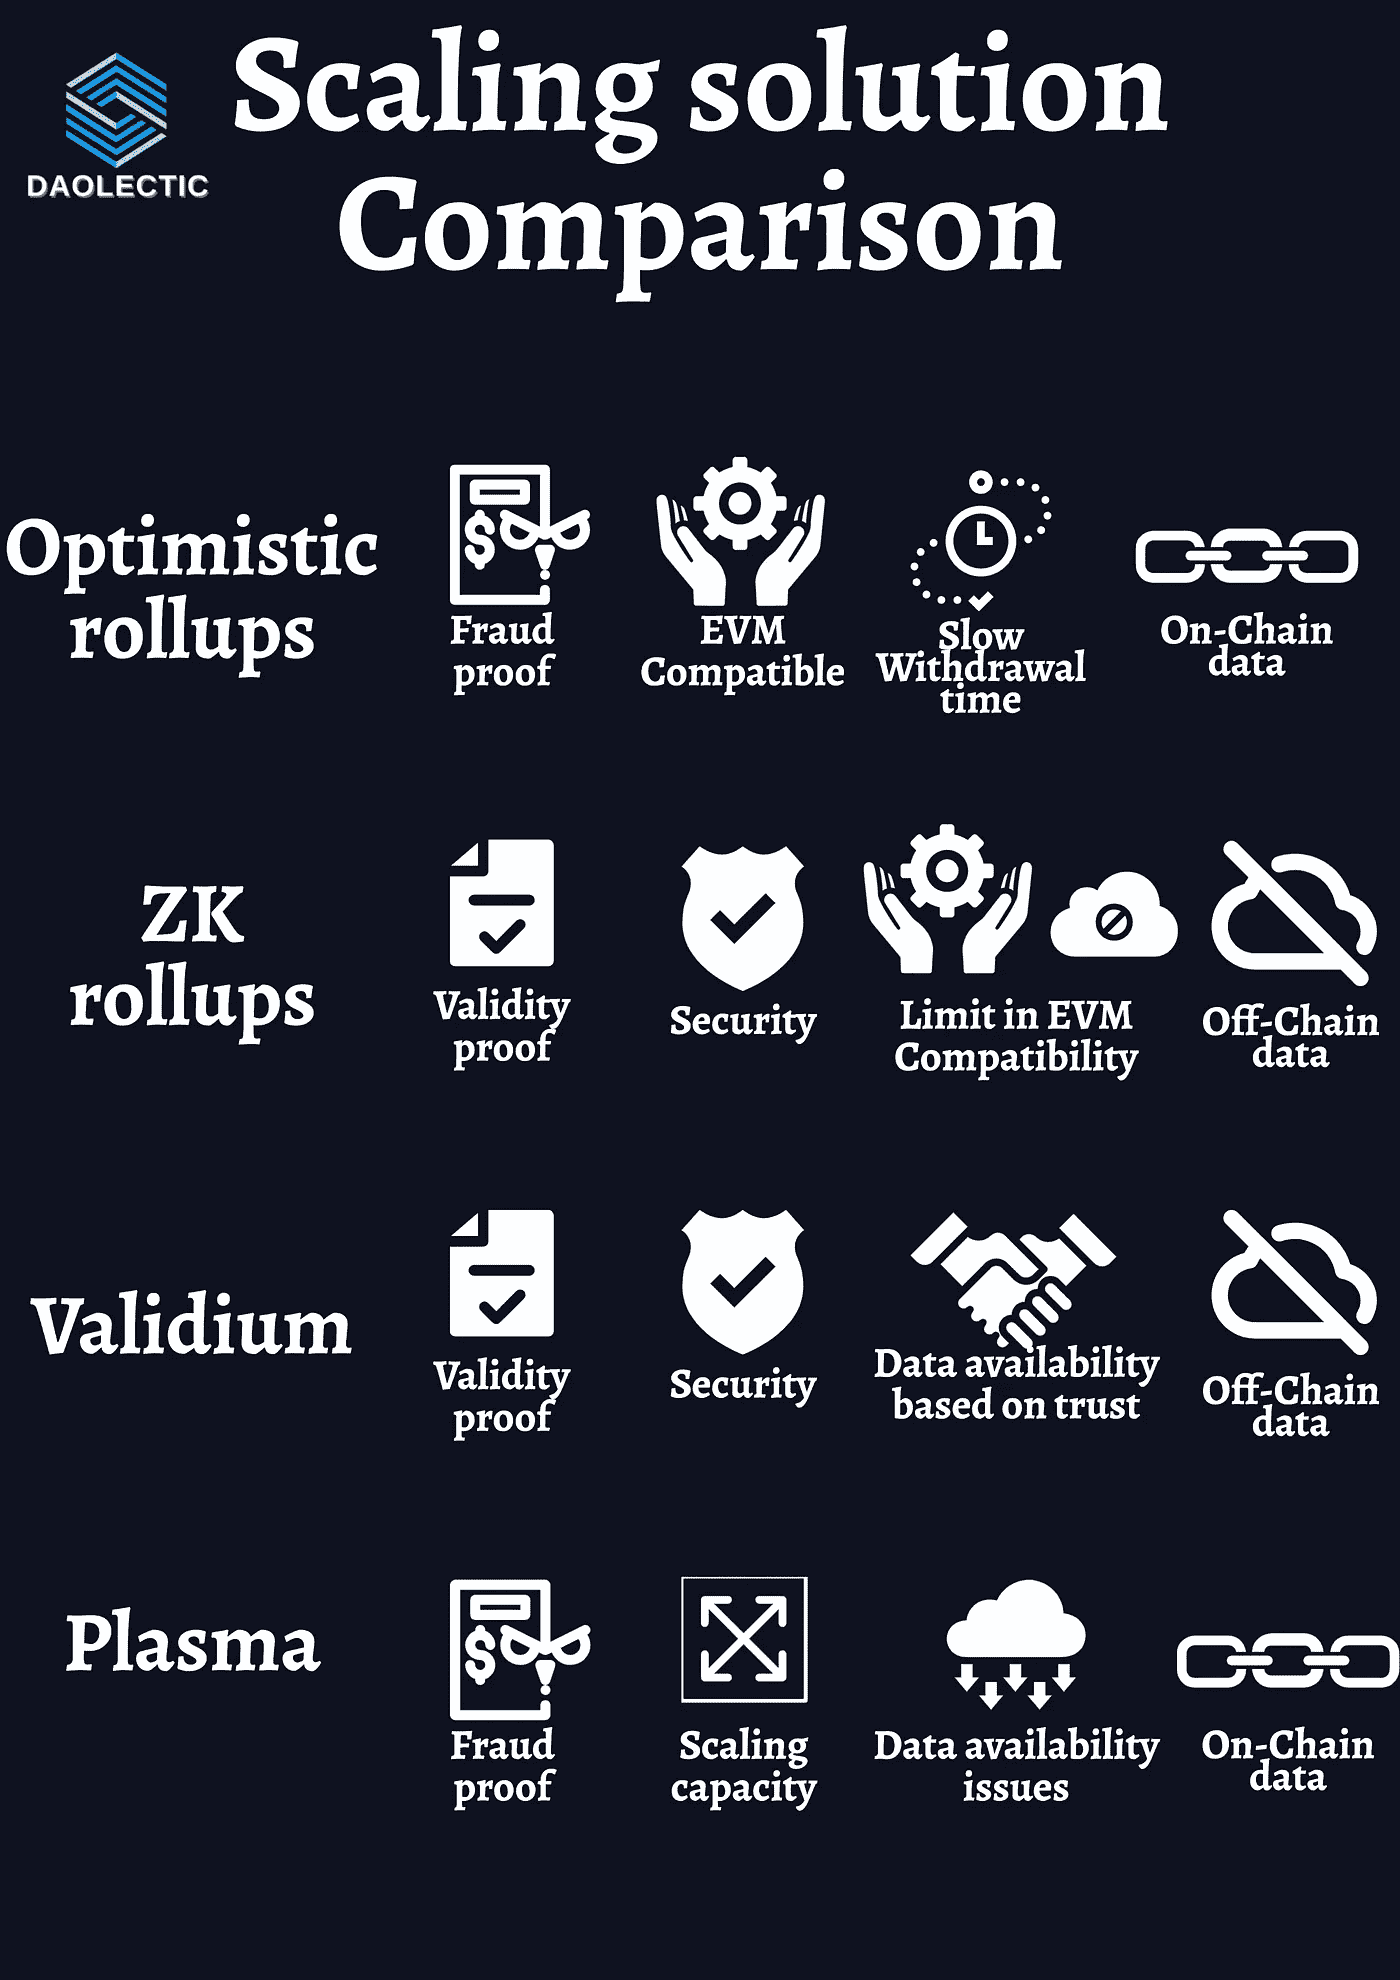 Scaling solution
Comparison
DAOLECTIC
Optimistic
rollups
Fraud
proof
EVM
Compatible
Slow
Withdrawal
time
On-Chain
data
ZK
rollups
Validity
proof
Security
Limit in EVM
Compatibility
Off-Chain
data
Validium
Validity
proof
Security
Data availability
based on trust
Off-Chain
data
Plasma
$
Fraud
proof
Scaling
capacity
Data availability
issues
On-Chain
data